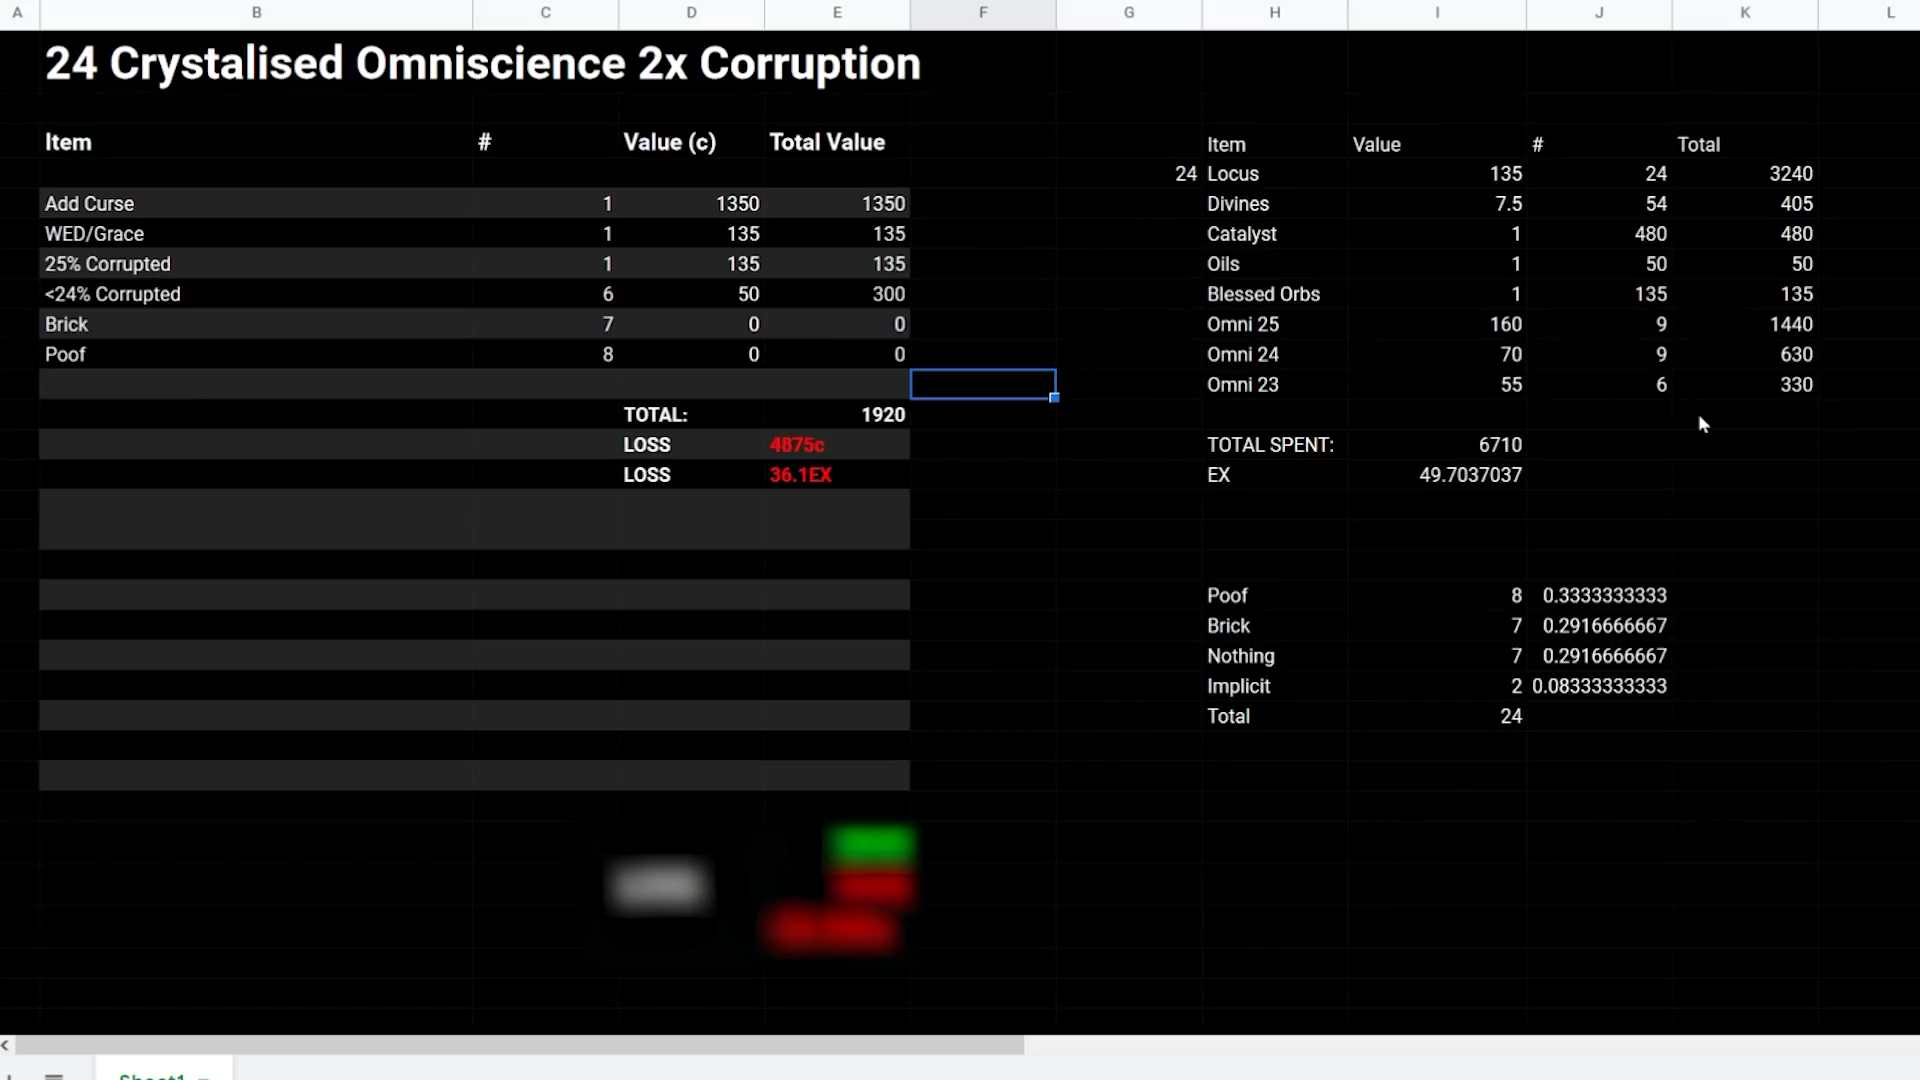 A B C D E F G H I J K L
24 Crystalised Omniscience 2x Corruption
Item # Value (c) Total Value
Add Curse 1 1350 1350
WED/Grace 1 135 135
25% Corrupted 1 135 135
<24% Corrupted 6 50 300
Brick 7 0 0
Poof 8 0 0
TOTAL: 1920
LOSS 4875c
LOSS 36.1EX
Item Value # Total
24 Locus 135 24 3240
Divines 7.5 54 405
Catalyst 1 480 480
Oils 1 50 50
Blessed Orbs 1 135 135
Omni 25 160 9 1440
Omni 24 70 9 630
Omni 23 55 6 330
TOTAL SPENT: 6710
EX 49.7037037
Poof 8 0.3333333333
Brick 7 0.2916666667
Nothing 7 0.2916666667
Implicit 2 0.08333333333
Total 24
Sheet1